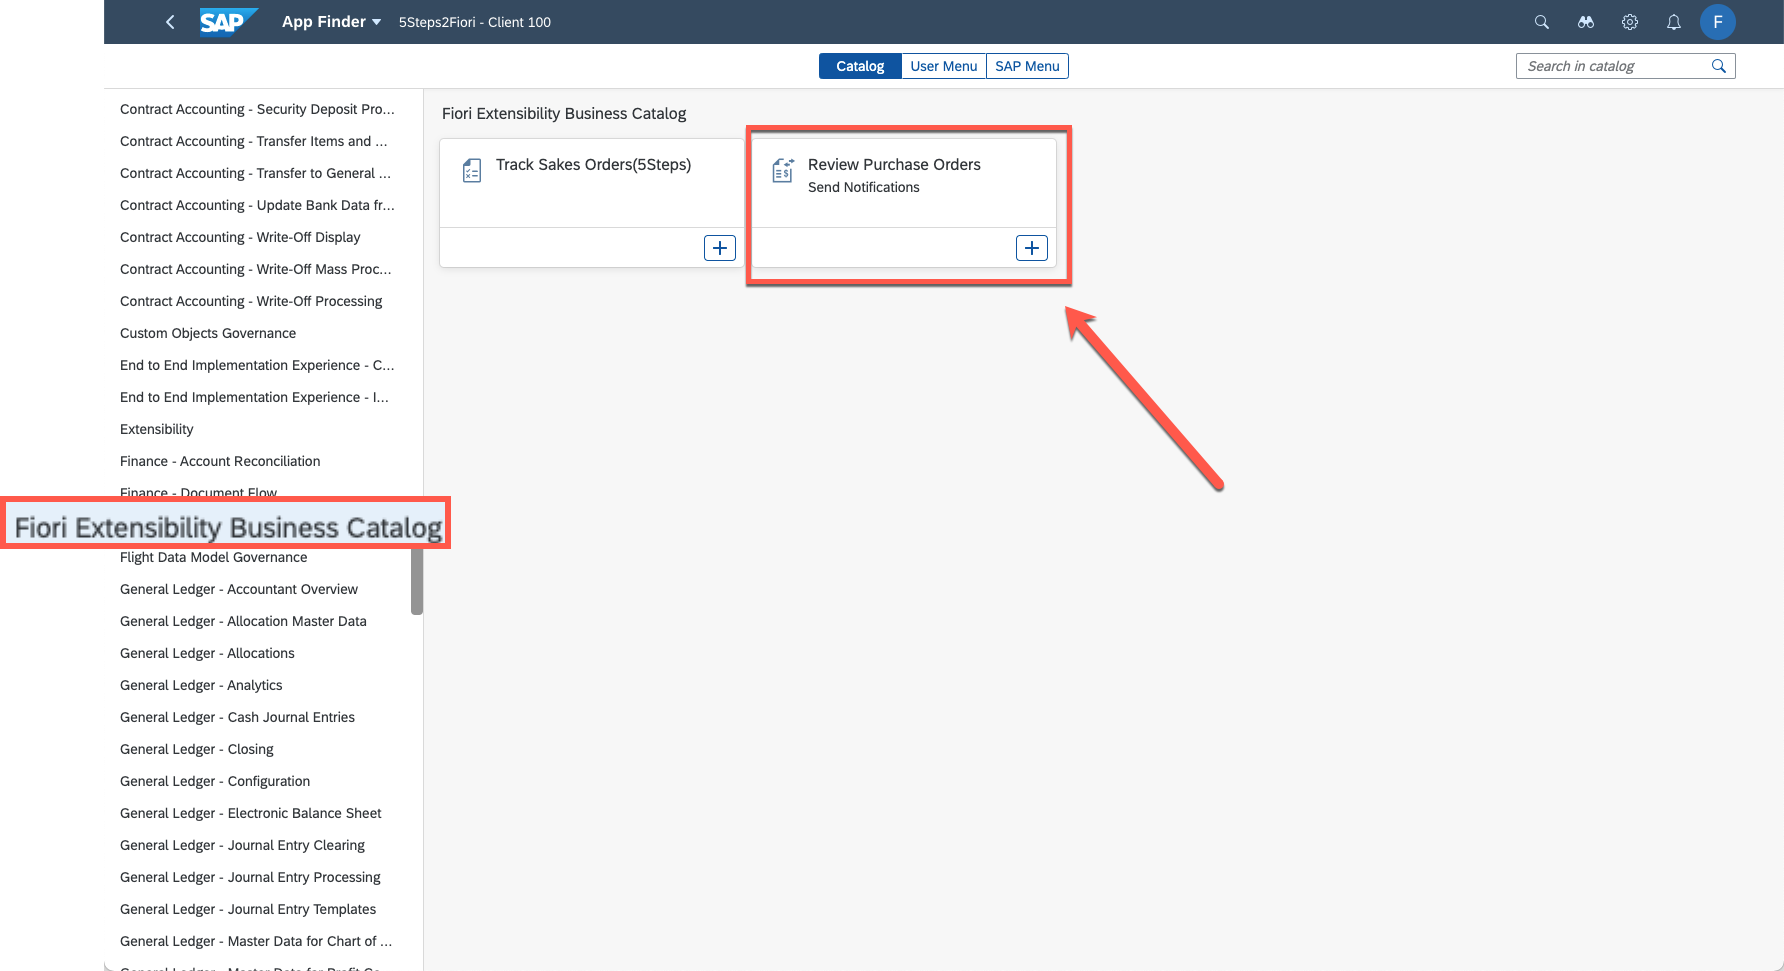 SAP
App Finder
5Steps2Fiori - Client 100
F
Catalog
User Menu
SAP Menu
Search in catalog
Contract Accounting - Security Deposit Pro...
Contract Accounting - Transfer Items and ...
Contract Accounting - Transfer to General ...
Contract Accounting - Update Bank Data fr...
Contract Accounting - Write-Off Display
Contract Accounting - Write-Off Mass Proc...
Contract Accounting - Write-Off Processing
Custom Objects Governance
End to End Implementation Experience - C...
End to End Implementation Experience - I...
Extensibility
Finance - Account Reconciliation
Finance - Document Flow
Fiori Extensibility Business Catalog
Flight Data Model Governance
General Ledger - Accountant Overview
General Ledger - Allocation Master Data
General Ledger - Allocations
General Ledger - Analytics
General Ledger - Cash Journal Entries
General Ledger - Closing
General Ledger - Configuration
General Ledger - Electronic Balance Sheet
General Ledger - Journal Entry Clearing
General Ledger - Journal Entry Processing
General Ledger - Journal Entry Templates
General Ledger - Master Data for Chart of ...
Fiori Extensibility Business Catalog
Track Sakes Orders(5Steps)
Review Purchase Orders
Send Notifications